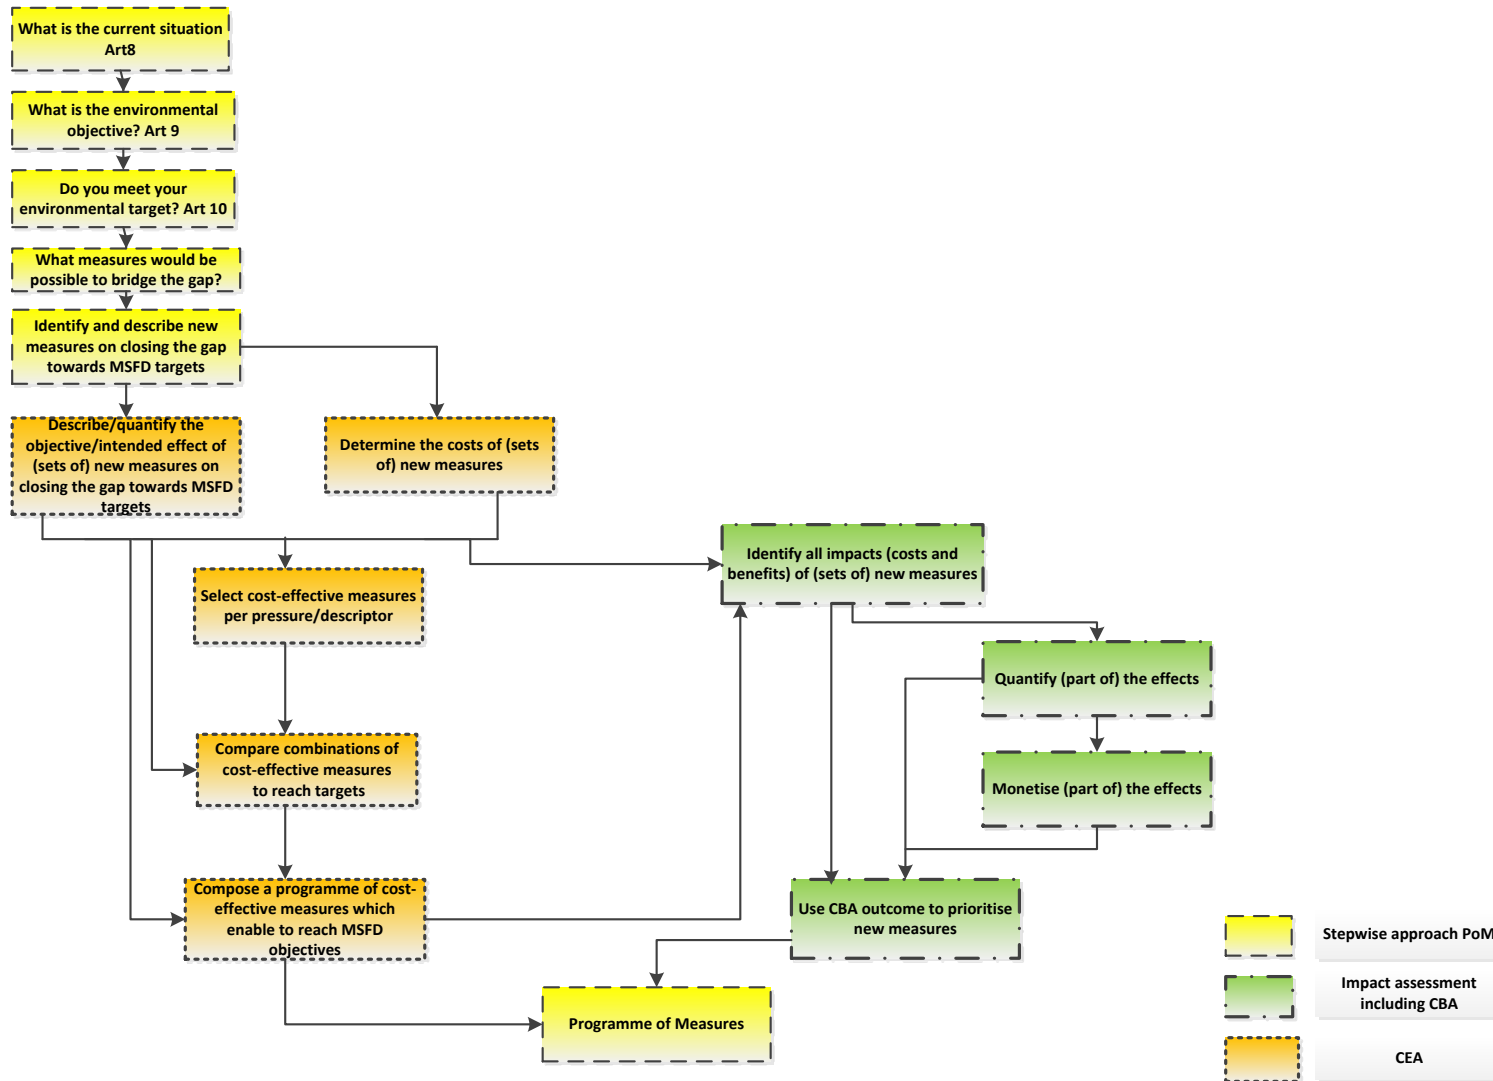 What is the current situation
Art8
What is the environmental
objective? Art 9
Do you meet your
environmental target? Art 10
What measures would be
possible to bridge the gap?
Identify and describe new
measures on closing the gap
towards MSFD targets
Describe/quantify the
objective/intended effect of
(sets of) new measures on
closing the gap towards MSFD
targets
Determine the costs of (sets
of) new measures
Identify all impacts (costs and
benefits) of (sets of) new measures
Select cost-effective measures
per pressure/descriptor
Quantify (part of) the effects
Compare combinations of
cost-effective measures
to reach targets
Monetise (part of) the effects
Compose a programme of cost-
effective measures which
enable to reach MSFD
objectives
Use CBA outcome to prioritise
new measures
Programme of Measures
Stepwise approach PoM
Impact assessment
including CBA
CEA